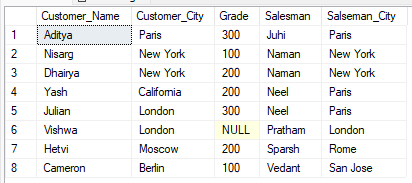 Customer_Name Customer_City Grade Salesman Salseman_City
1 Aditya Paris 300 Juhi Paris
2 Nisarg New York 100 Naman New York
3 Dhairya New York 200 Naman New York
4 Yash California 200 Neel Paris
5 Julian London 300 Neel Paris
6 Vishwa London NULL Pratham London
7 Hetvi Moscow 200 Sparsh Rome
8 Cameron Berlin 100 Vedant San Jose